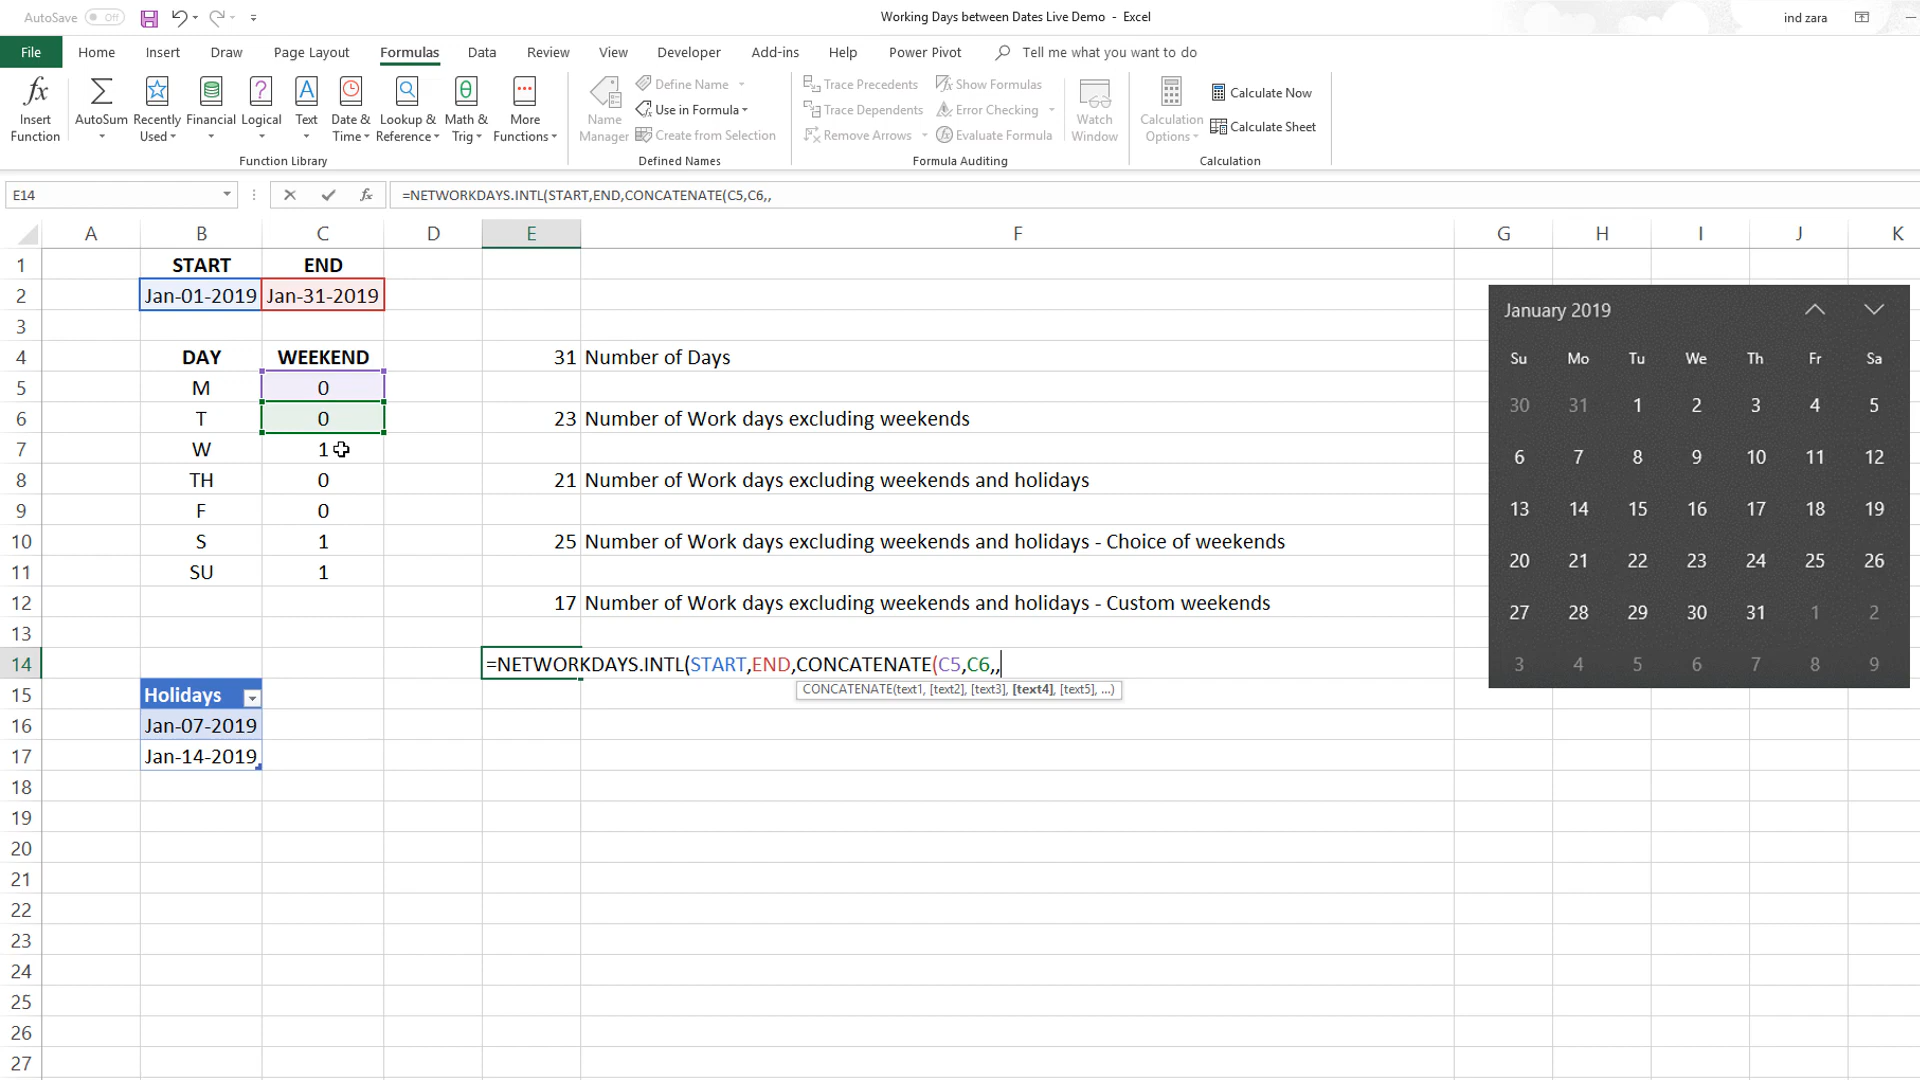 AutoSave Off
Working Days between Dates Live Demo - Excel
ind zara
File Home Insert Draw Page Layout Formulas Data Review View Developer Add-ins Help Power Pivot Tell me what you want to do
fx Insert Function
AutoSum
Recently Used
Financial
Logical
Text
Date & Time
Lookup & Reference
Math & Trig
More Functions
Function Library
Name Manager
Define Name
Use in Formula
Create from Selection
Defined Names
Trace Precedents
Trace Dependents
Remove Arrows
Show Formulas
Error Checking
Evaluate Formula
Formula Auditing
Watch Window
Calculation Options
Calculate Now
Calculate Sheet
Calculation
E14 fx =NETWORKDAYS.INTL(START,END,CONCATENATE(C5,C6,,
A B C D E F G H I J K
1 START END
2 Jan-01-2019 Jan-31-2019
3
4 DAY WEEKEND 31 Number of Days
5 M 0
6 T 0 23 Number of Work days excluding weekends
7 W 1
8 TH 0 21 Number of Work days excluding weekends and holidays
9 F 0
10 S 1 25 Number of Work days excluding weekends and holidays - Choice of weekends
11 SU 1
12 17 Number of Work days excluding weekends and holidays - Custom weekends
13
14 =NETWORKDAYS.INTL(START,END,CONCATENATE(C5,C6,,
CONCATENATE(text1, [text2], [text3], [text4], [text5], ...)
15 Holidays
16 Jan-07-2019
17 Jan-14-2019
18
19
20
21
22
23
24
25
26
27
January 2019
Su Mo Tu We Th Fr Sa
30 31 1 2 3 4 5
6 7 8 9 10 11 12
13 14 15 16 17 18 19
20 21 22 23 24 25 26
27 28 29 30 31 1 2
3 4 5 6 7 8 9